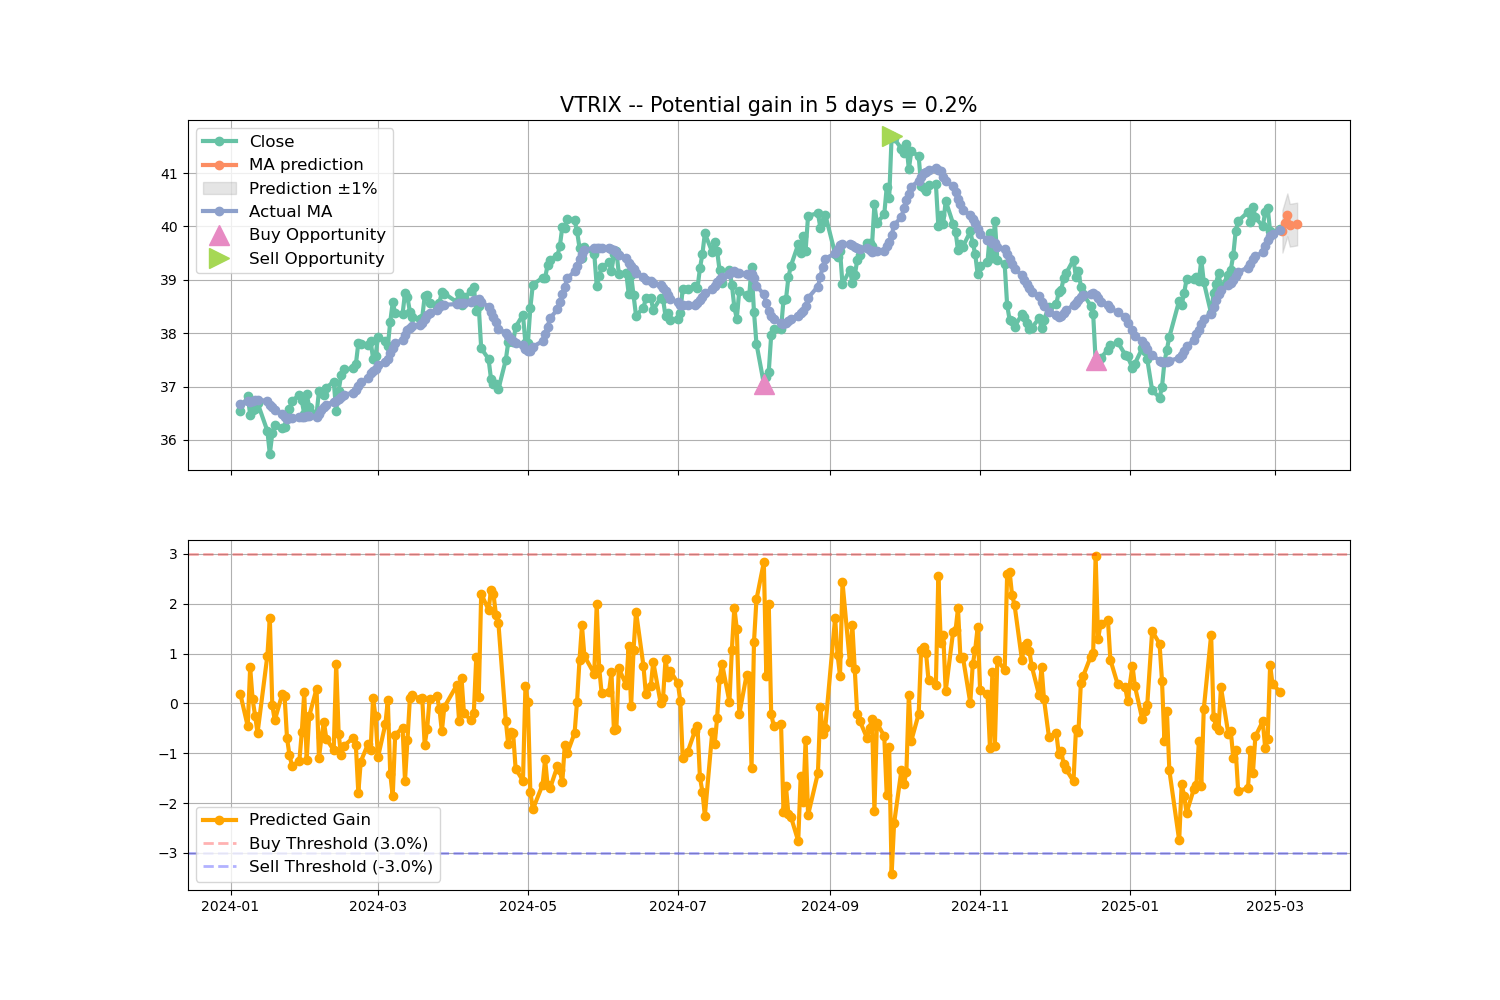 VTRIX -- Potential gain in 5 days = 0.2%
Close
MA prediction
Prediction ±1%
Actual MA
Buy Opportunity
Sell Opportunity
41
40
39
38
37
36
3
2
1
0
−1
−2
−3
Predicted Gain
Buy Threshold (3.0%)
Sell Threshold (-3.0%)
2024-01 2024-03 2024-05 2024-07 2024-09 2024-11 2025-01 2025-03